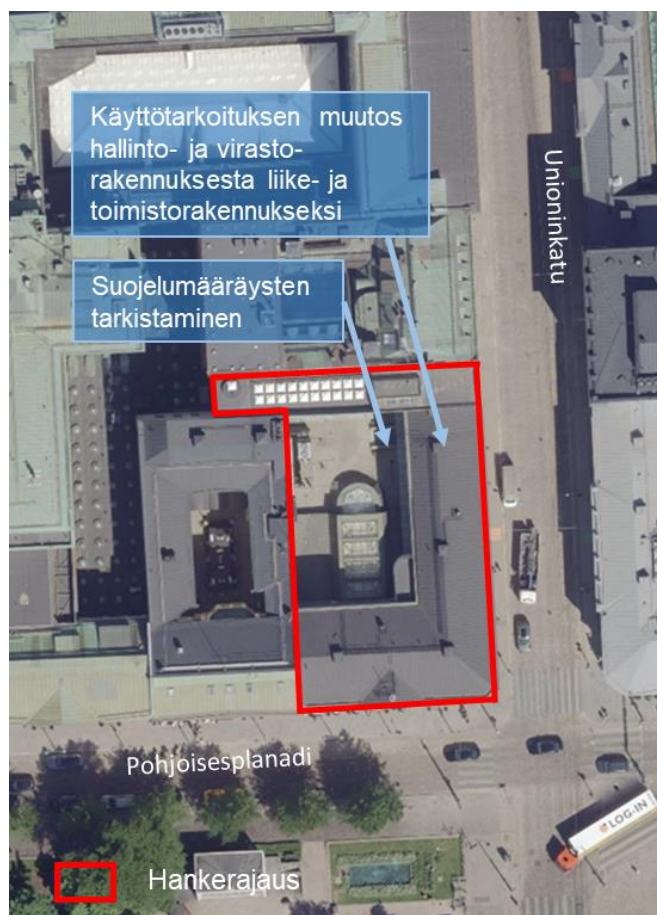 Käyttötarkoituksen muutos
hallinto- ja virasto-
rakennuksesta liike- ja
toimistorakennukseksi
Unioninkatu
Suojelumääräysten
tarkistaminen
Pohjoisesplanadi
LOG-IN
Hankerajaus